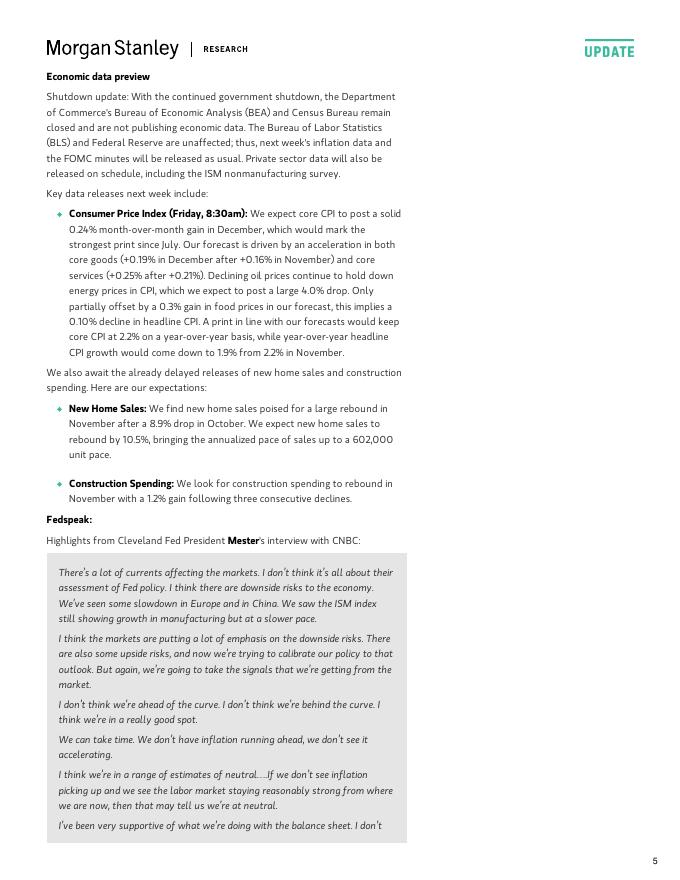 Morgan Stanley | RESEARCH
UPDATE
Economic data preview
Shutdown update: With the continued government shutdown, the Department
of Commerce's Bureau of Economic Analysis (BEA) and Census Bureau remain
closed and are not publishing economic data. The Bureau of Labor Statistics
(BLS) and Federal Reserve are unaffected; thus, next week's inflation data and
the FOMC minutes will be released as usual. Private sector data will also be
released on schedule, including the ISM nonmanufacturing survey.
Key data releases next week include:
Consumer Price Index (Friday, 8:30am): We expect core CPI to post a solid
0.24% month-over-month gain in December, which would mark the
strongest print since July. Our forecast is driven by an acceleration in both
core goods (+0.19% in December after +0.16% in November) and core
services (+0.25% after +0.21%). Declining oil prices continue to hold down
energy prices in CPI, which we expect to post a large 4.0% drop. Only
partially offset by a 0.3% gain in food prices in our forecast, this implies a
0.10% decline in headline CPI. A print in line with our forecasts would keep
core CPI at 2.2% on a year-over-year basis, while year-over-year headline
CPI growth would come down to 1.9% from 2.2% in November.
We also await the already delayed releases of new home sales and construction
spending. Here are our expectations:
New Home Sales: We find new home sales poised for a large rebound in
November after a 8.9% drop in October. We expect new home sales to
rebound by 10.5%, bringing the annualized pace of sales up to a 602,000
unit pace.
Construction Spending: We look for construction spending to rebound in
November with a 1.2% gain following three consecutive declines.
Fedspeak:
Highlights from Cleveland Fed President Mester's interview with CNBC:
There's a lot of currents affecting the markets. I don't think it's all about their
assessment of Fed policy. I think there are downside risks to the economy.
We've seen some slowdown in Europe and in China. We saw the ISM index
still showing growth in manufacturing but at a slower pace.
I think the markets are putting a lot of emphasis on the downside risks. There
are also some upside risks, and now we're trying to calibrate our policy to that
outlook. But again, we're going to take the signals that we're getting from the
market.
I don't think we're ahead of the curve. I don't think we're behind the curve. I
think we're in a really good spot.
We can take time. We don't have inflation running ahead, we don't see it
accelerating.
I think we're in a range of estimates of neutral....If we don't see inflation
picking up and we see the labor market staying reasonably strong from where
we are now, then that may tell us we're at neutral.
I've been very supportive of what we're doing with the balance sheet. I don't
5